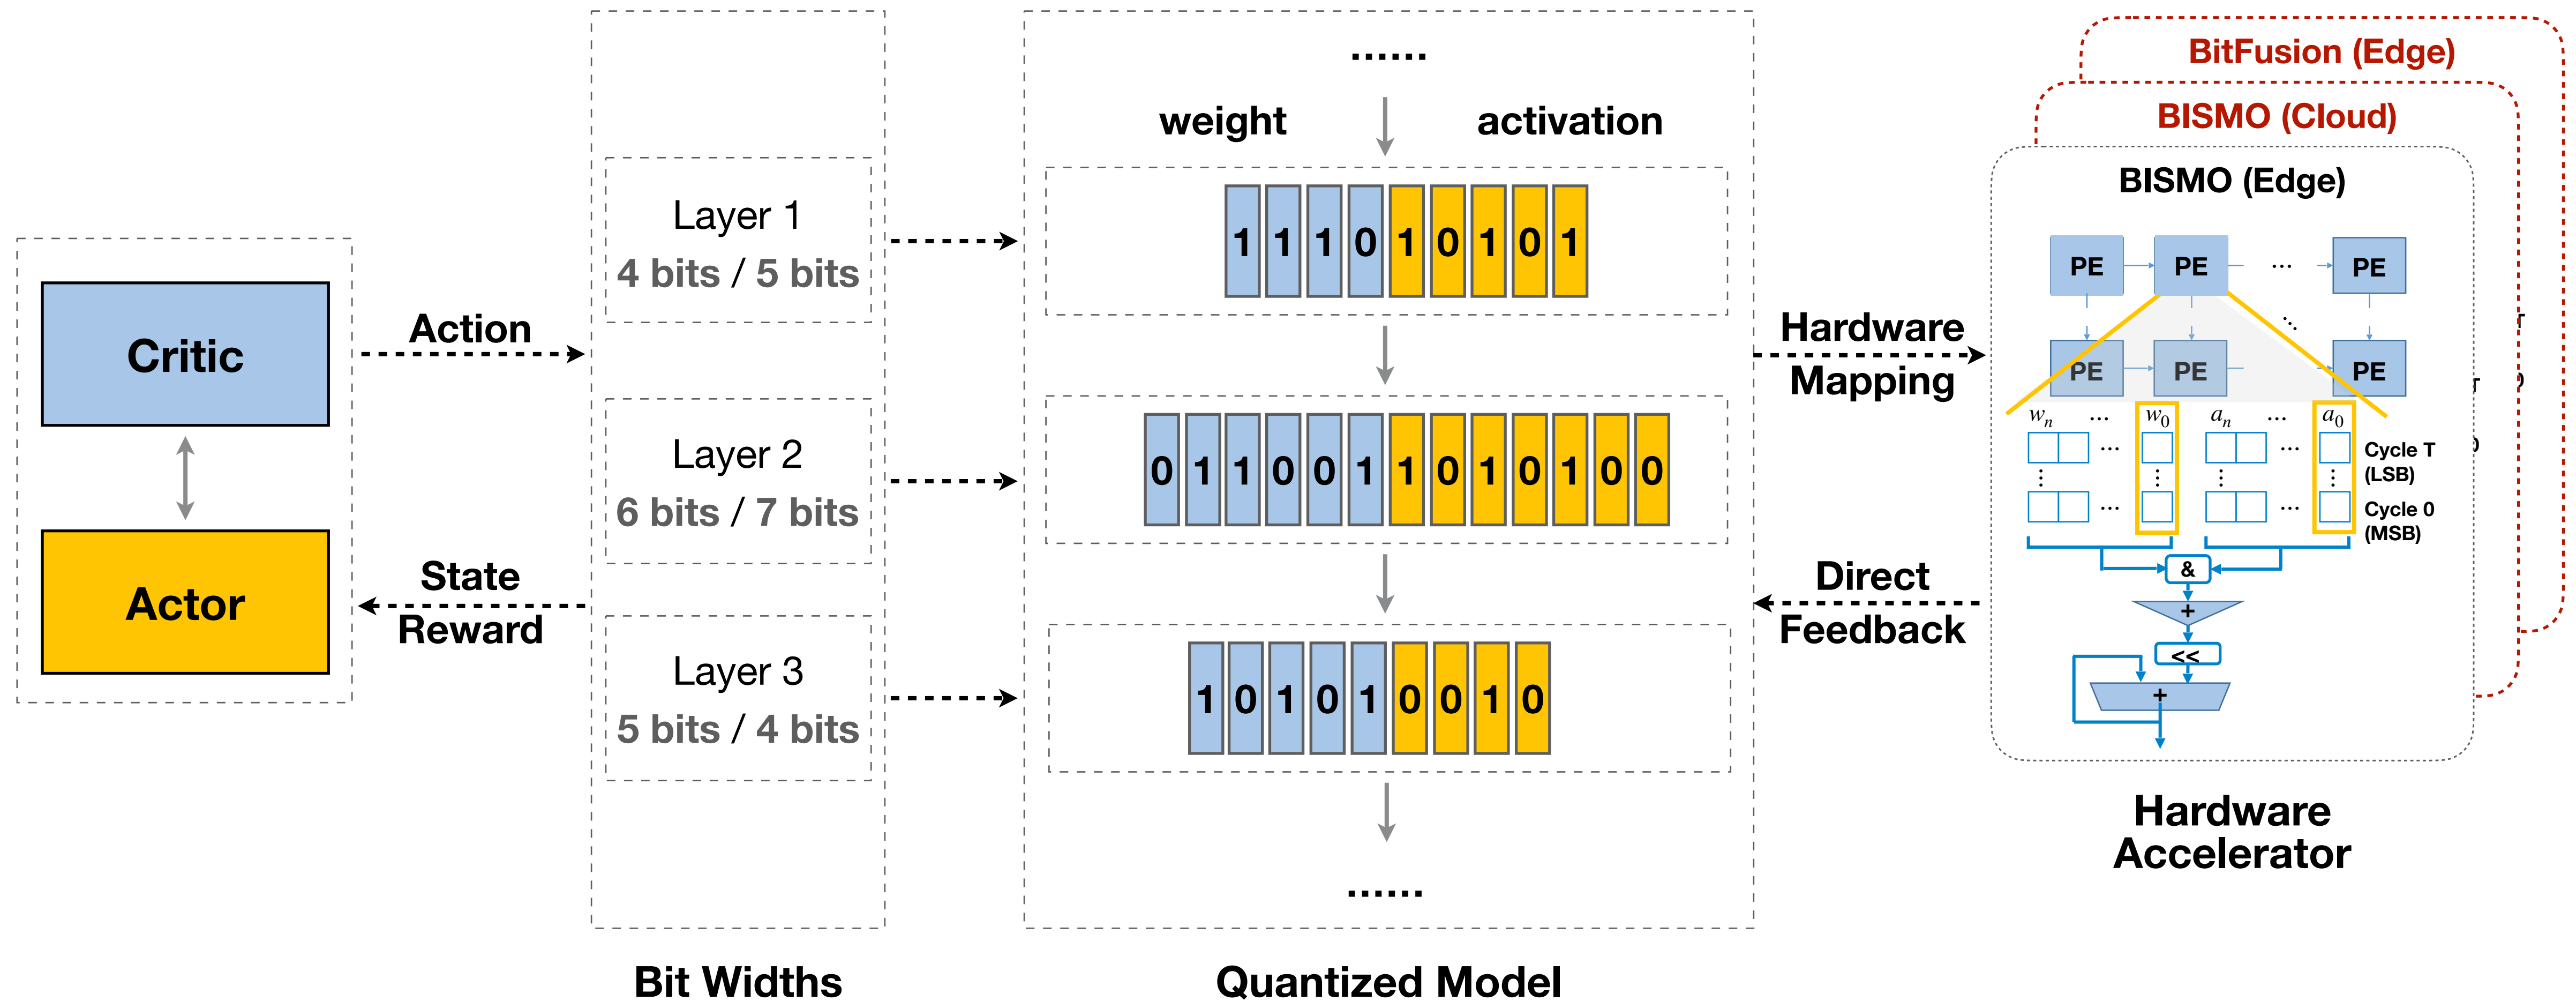 Critic
Actor
Action
State
Reward
Layer 1
4 bits / 5 bits
Layer 2
6 bits / 7 bits
Layer 3
5 bits / 4 bits
Bit Widths
......
weight
activation
1 1 1 0 1 0 1 0 1
0 1 1 0 0 1 1 0 1 0 1 0 0
1 0 1 0 1 0 0 1 0
......
Quantized Model
Hardware
Mapping
Direct
Feedback
BitFusion (Edge)
BISMO (Cloud)
BISMO (Edge)
PE PE ... PE
PE PE PE
wn ... w0 an ... a0
Cycle T
(LSB)
Cycle 0
(MSB)
&
+
<<
+
Hardware
Accelerator